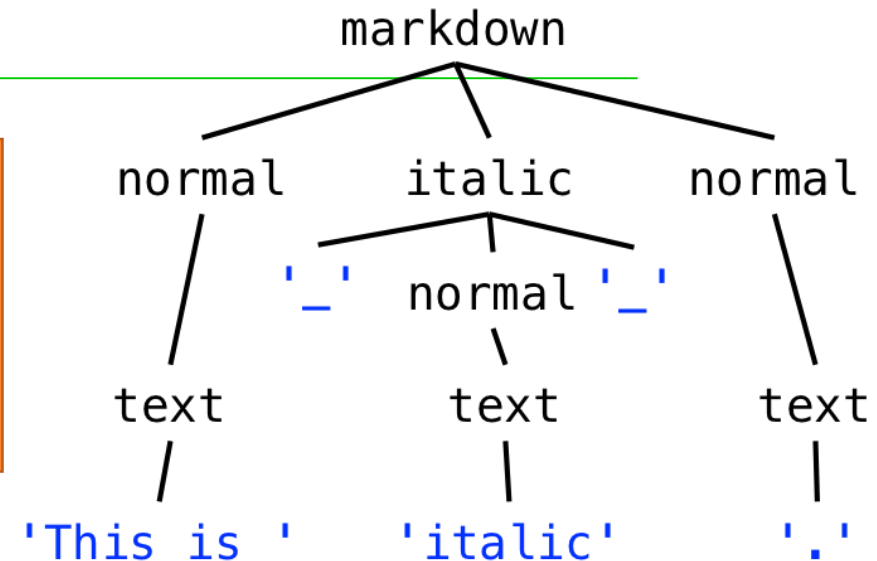 markdown
normal italic normal
'_' normal '_'
text text text
'This is ' 'italic' '.'